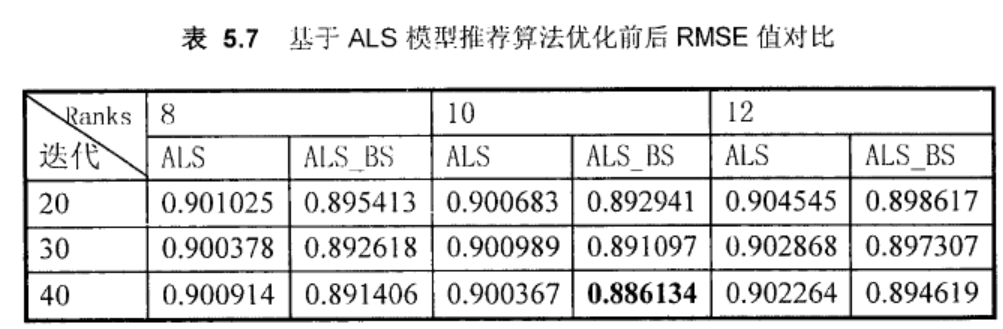 表 5.7 基于 ALS 模型推荐算法优化前后 RMSE 值对比
Ranks 8 10 12
迭代 ALS ALS_BS ALS ALS_BS ALS ALS_BS
20 0.901025 0.895413 0.900683 0.892941 0.904545 0.898617
30 0.900378 0.892618 0.900989 0.891097 0.902868 0.897307
40 0.900914 0.891406 0.900367 0.886134 0.902264 0.894619